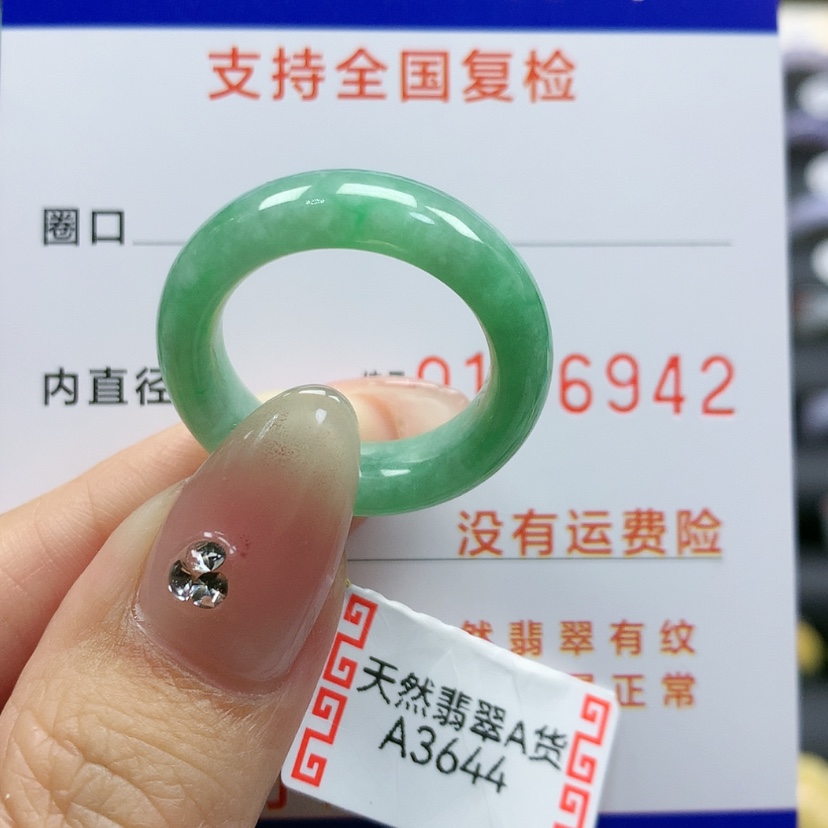 支持全国复检
圈口
内直径
6942
没有运费险
然翡翠有纹
正常
天然翡翠A货
A3644